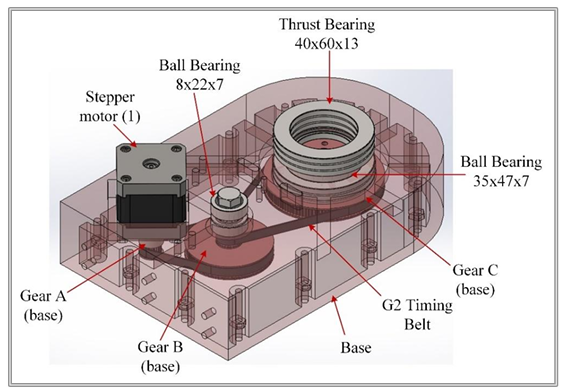 Thrust Bearing
40x60x13
Ball Bearing
8x22x7
Stepper
motor (1)
Ball Bearing
35x47x7
Gear C
(base)
G2 Timing
Belt
Base
Gear A
(base)
Gear B
(base)